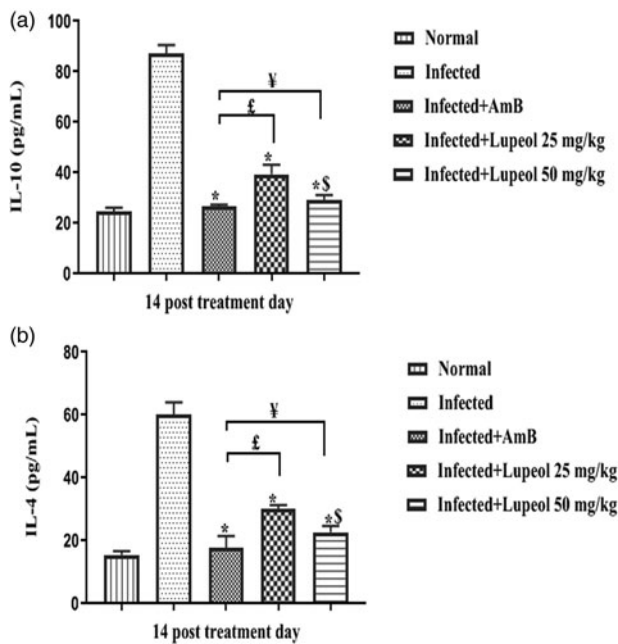 (a)
IL-10 (pg/mL)
100
80
60
40
20
0
¥
£
*
*
*$
14 post treatment day
Normal
Infected
Infected+AmB
Infected+Lupeol 25 mg/kg
Infected+Lupeol 50 mg/kg
(b)
IL-4 (pg/mL)
80
60
40
20
0
¥
£
*
*
*$
14 post treatment day
Normal
Infected
Infected+AmB
Infected+Lupeol 25 mg/kg
Infected+Lupeol 50 mg/kg